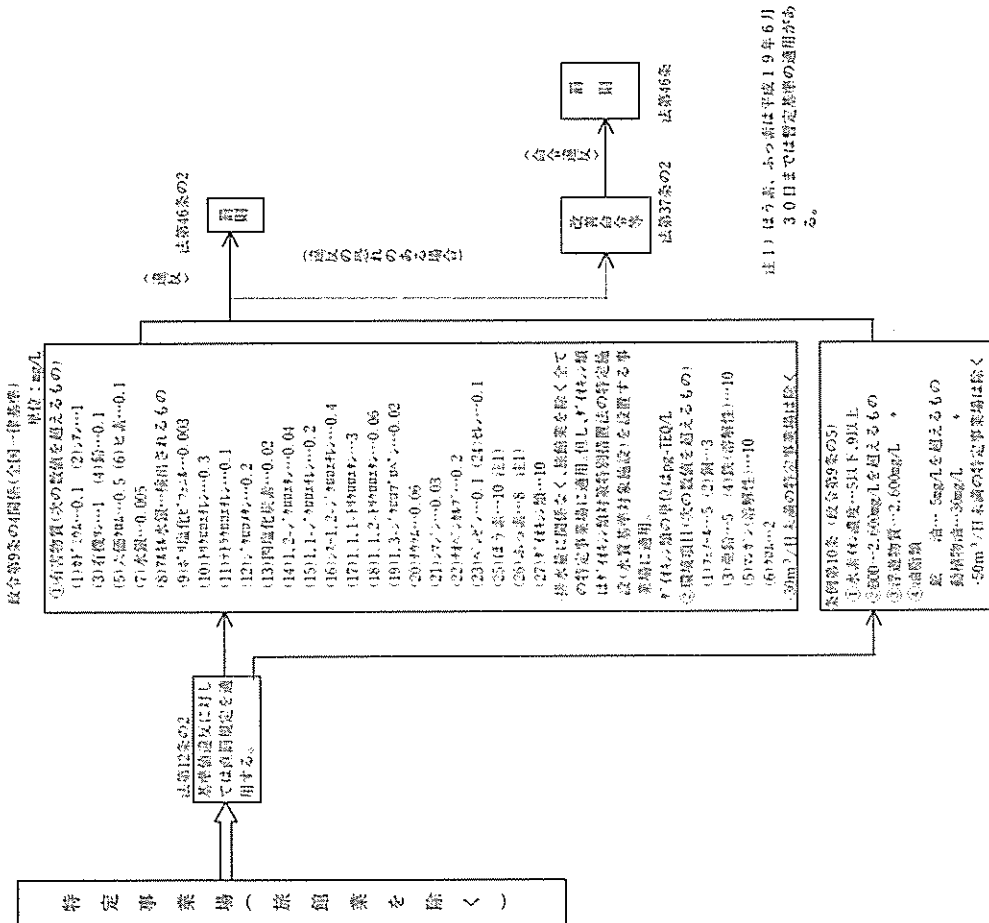 特定事業場(旅館業を除く)
法第12条の2
基準値違反に対し
ては直罰規定を適
用する。
政令第9条の4関係(全国一律基準)
単位:mg/L
①有害物質(次の数値を超えるもの)
(1)カドミウム…0.1 (2)シアン…1
(3)有機リン…1 (4)鉛…0.1
(5)六価クロム…0.5 (6)ヒ素…0.1
(7)水銀…0.005
(8)アルキル水銀…検出されるもの
(9)ポリ塩化ビフェニル…0.003
(10)トリクロロエチレン…0.3
(11)テトラクロロエチレン…0.1
(12)ジクロロメタン…0.2
(13)四塩化炭素…0.02
(14)1,2-ジクロロエタン…0.04
(15)1,1-ジクロロエチレン…0.2
(16)シス-1,2-ジクロロエチレン…0.4
(17)1,1,1-トリクロロエタン…3
(18)1,1,2-トリクロロエタン…0.06
(19)1,3-ジクロロプロペン…0.02
(20)チウラム…0.06
(21)シマジン…0.03
(22)チオベンカルブ…0.2
(23)ベンゼン…0.1 (24)セレン…0.1
(25)ほう素…10 (注1)
(26)ふっ素…8 (注1)
(27)ダイオキシン類…10
・排水量に関係なく、旅館業を除く全て
の特定事業場に適用。但し、ダイオキシン類
はダイオキシン類対策特別措置法の特定施
設(水質基準対象施設)を設置する事
業場に適用。
ダイオキシン類の単位はpg-TEQ/L
②環境項目(次の数値を超えるもの)
(1)フェノール…5 (2)銅…3
(3)亜鉛…5 (4)鉄(溶解性)…10
(5)マンガン(溶解性)…10
(6)クロム…2
・30m³/日未満の特定事業場は除く
条例第10条 (政令第9条の5)
①水素イオン濃度…5以下,9以上
②BOD…2,600mg/Lを超えるもの
③浮遊物質…2,600mg/L 〃
④油脂類
鉱 油… 5mg/Lを超えるもの
動植物油…30mg/L 〃
・50m³/日未満の特定事業場は除く
(違反)
法第46条の2
罰則
(違反の恐れのある場合)
改善命令等
法第37条の2
(命令違反)
罰則
法第46条
注1) ほう素、ふっ素は平成19年6月
30日までは暫定基準の適用があ
る。